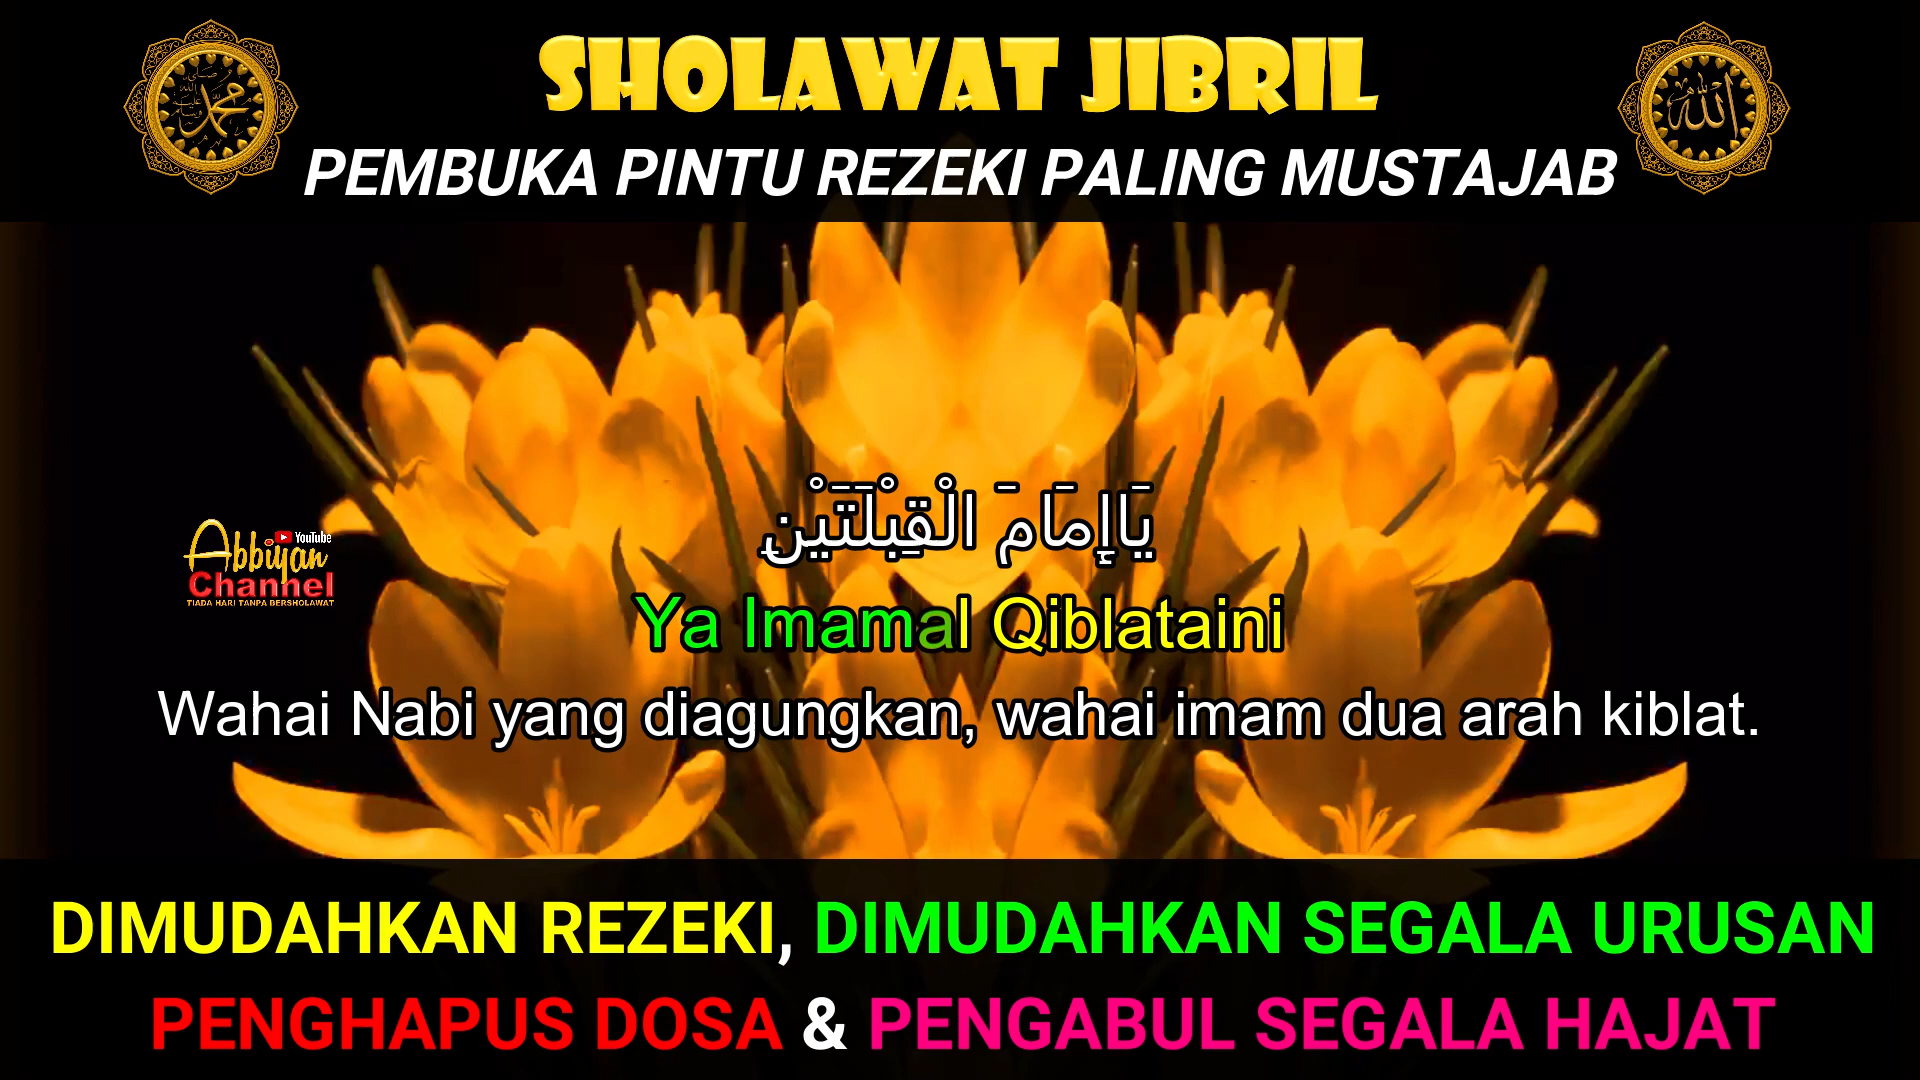 SHOLAWAT JIBRIL
PEMBUKA PINTU REZEKI PALING MUSTAJAB
محمد
الله
يَاإِمَامَ الْقِبْلَتَيْنِ
Ya Imamal Qiblataini
Wahai Nabi yang diagungkan, wahai imam dua arah kiblat.
YouTube
Abbiyan
Channel
TIADA HARI TANPA BERSHOLAWAT
DIMUDAHKAN REZEKI, DIMUDAHKAN SEGALA URUSAN
PENGHAPUS DOSA & PENGABUL SEGALA HAJAT